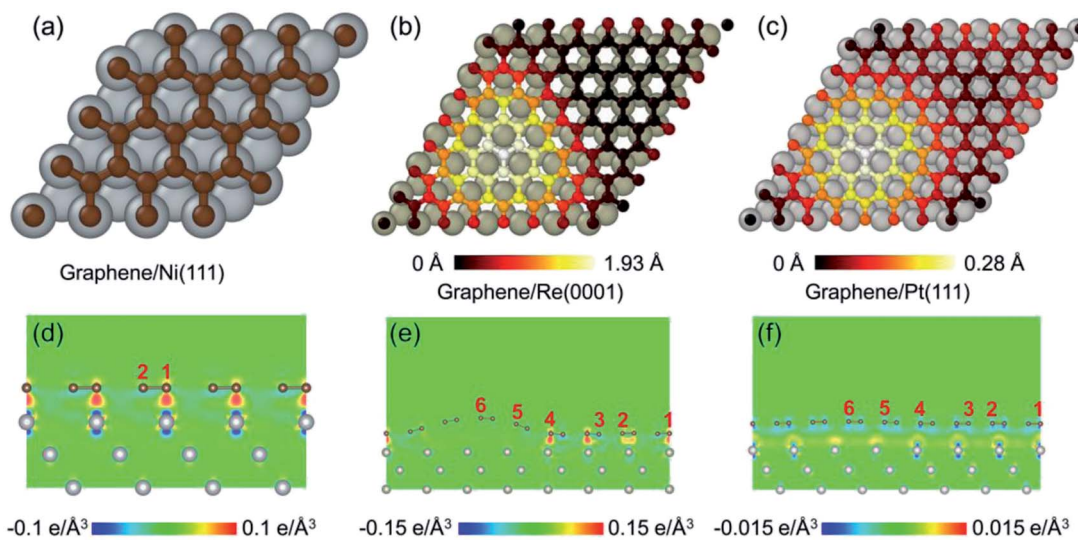 (a)
(b)
(c)
Graphene/Ni(111)
0 Å 1.93 Å
Graphene/Re(0001)
0 Å 0.28 Å
Graphene/Pt(111)
(d)
2 1
-0.1 e/Å³ 0.1 e/Å³
(e)
6 5 4 3 2 1
-0.15 e/Å³ 0.15 e/Å³
(f)
6 5 4 3 2 1
-0.015 e/Å³ 0.015 e/Å³